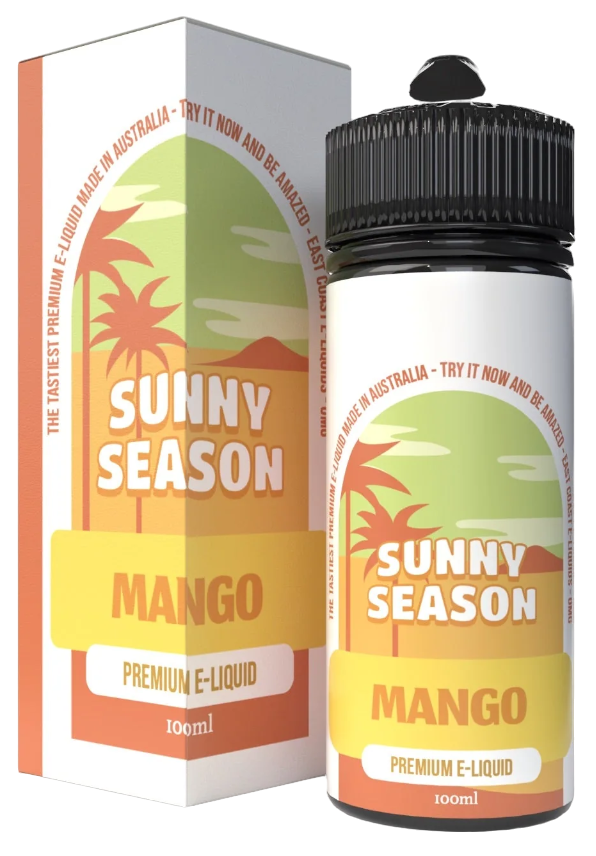 THE TASTIEST PREMIUM E-LIQUID MADE IN AUSTRALIA - TRY IT NOW AND BE AMAZED - EAST COAST E-LIQUIDS - 0MG
SUNNY
SEASON
MANGO
PREMIUM E-LIQUID
100ml
THE TASTIEST PREMIUM E-LIQUID MADE IN AUSTRALIA - TRY IT NOW AND BE AMAZED - EAST COAST E-LIQUIDS - 0MG
SUNNY
SEASON
MANGO
PREMIUM E-LIQUID
100ml